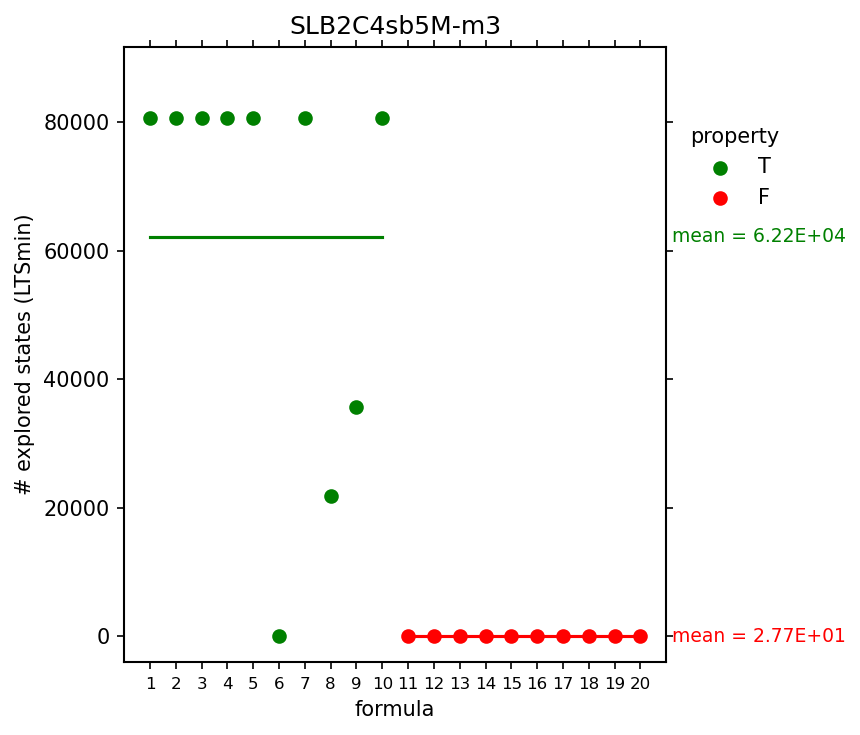 SLB2C4sb5M-m3
# explored states (LTSmin)
80000
60000
40000
20000
0
1 2 3 4 5 6 7 8 9 10 11 12 13 14 15 16 17 18 19 20
formula
property
T
F
mean = 6.22E+04
mean = 2.77E+01